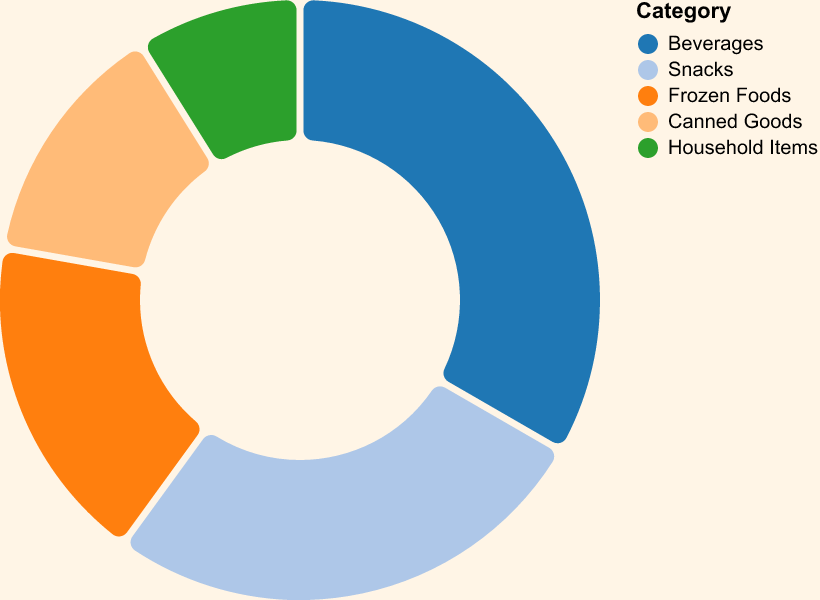 Category
Beverages
Snacks
Frozen Foods
Canned Goods
Household Items